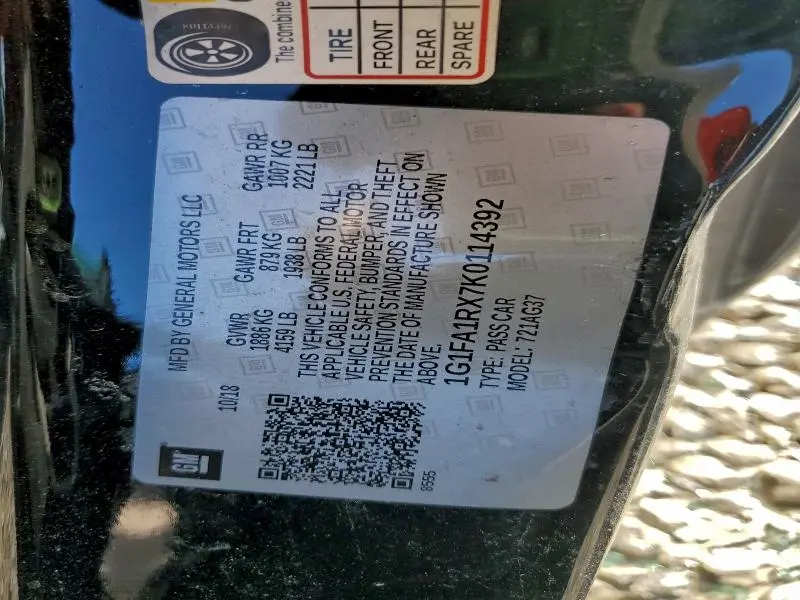 The combine
TIRE
FRONT
REAR
SPARE
GM
MFD BY GENERAL MOTORS LLC
10/18
GVWR GAWR FRT GAWR RR
1886 KG 879 KG 1007 KG
4159 LB 1938 LB 2221 LB
THIS VEHICLE CONFORMS TO ALL
APPLICABLE U.S. FEDERAL MOTOR
VEHICLE SAFETY, BUMPER, AND THEFT
PREVENTION STANDARDS IN EFFECT ON
THE DATE OF MANUFACTURE SHOWN
ABOVE.
1G1FA1RX7K0114392
TYPE: PASS CAR
MODEL: 721AG37
8555